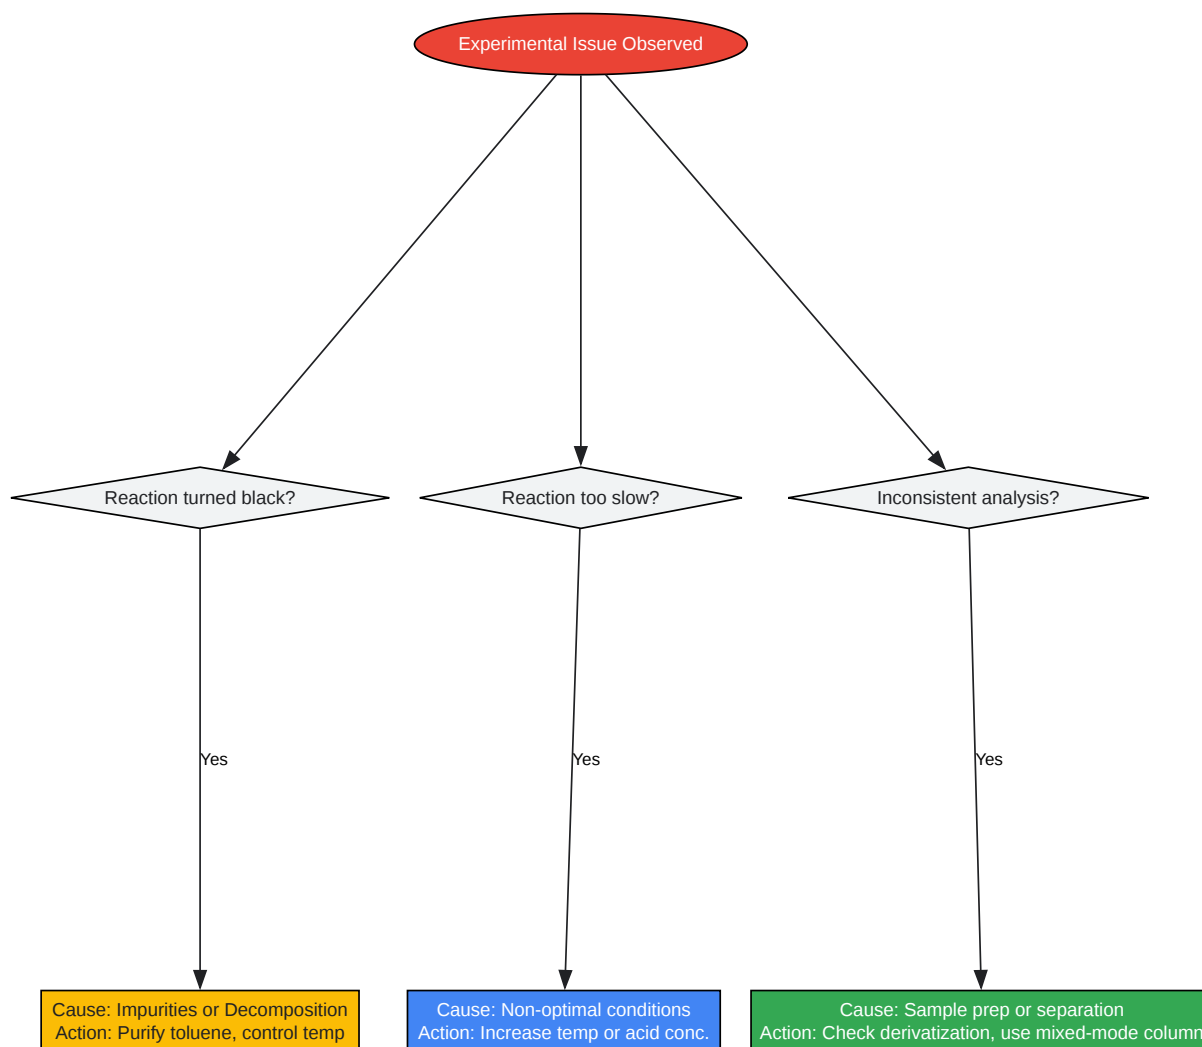 Experimental Issue Observed
Reaction turned black?
Reaction too slow?
Inconsistent analysis?
Yes
Yes
Yes
Cause: Impurities or Decomposition
Action: Purify toluene, control temp
Cause: Non-optimal conditions
Action: Increase temp or acid conc.
Cause: Sample prep or separation
Action: Check derivatization, use mixed-mode column